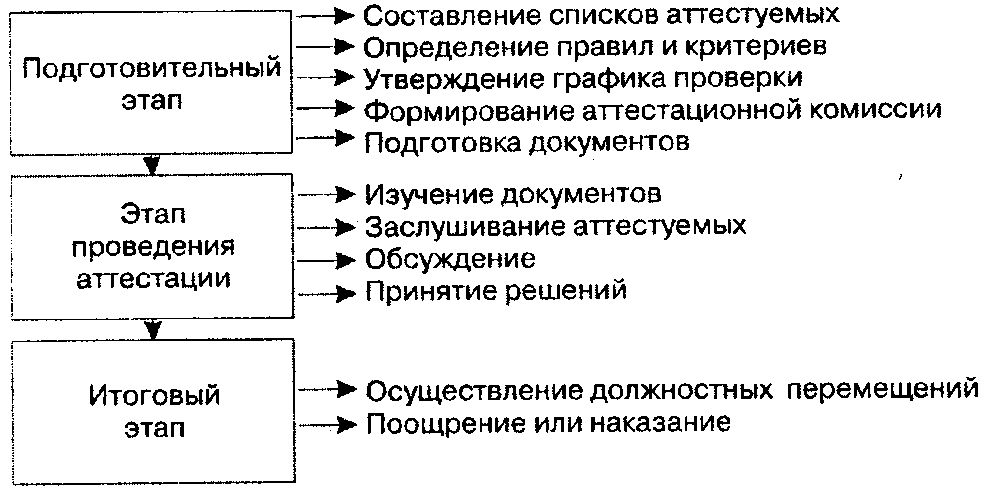 Подготовительный
этап
Составление списков аттестуемых
Определение правил и критериев
Утверждение графика проверки
Формирование аттестационной комиссии
Подготовка документов
Этап
проведения
аттестации
Изучение документов
Заслушивание аттестуемых
Обсуждение
Принятие решений
Итоговый
этап
Осуществление должностных перемещений
Поощрение или наказание